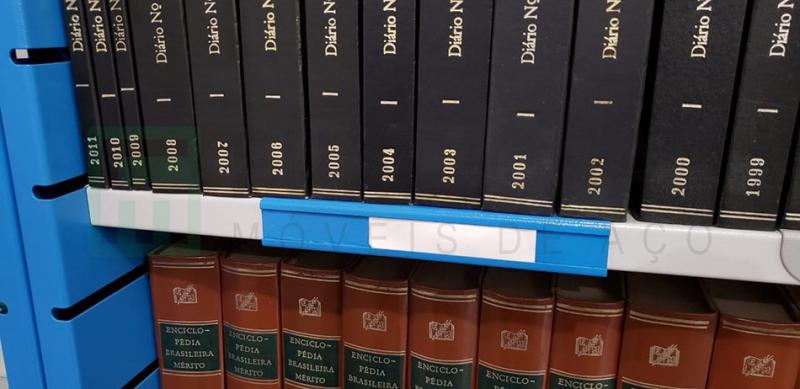 Diário Nº
I
2011
Diário Nº
I
2010
Diário Nº
I
2009
Diário Nº
I
2008
Diário Nº
I
2007
Diário Nº
I
2006
Diário Nº
I
2005
Diário Nº
I
2004
Diário Nº
I
2003
Diário Nº
I
2001
Diário Nº
I
2002
Diário Nº
I
2000
Diário Nº
I
1999
MÓVEIS DE AÇO
ENCICLO-
PÉDIA
BRASILEIRA
MÉRITO
ENCICLO-
PÉDIA
BRASILEIRA
MÉRITO
ENCICLO-
PÉDIA
BRASILEIRA
MÉRITO
ENCICLO-
PÉDIA
BRASILEIRA
ENCICLO-
PÉDIA
ENCICLO-
PÉDIA
ENCICLO-